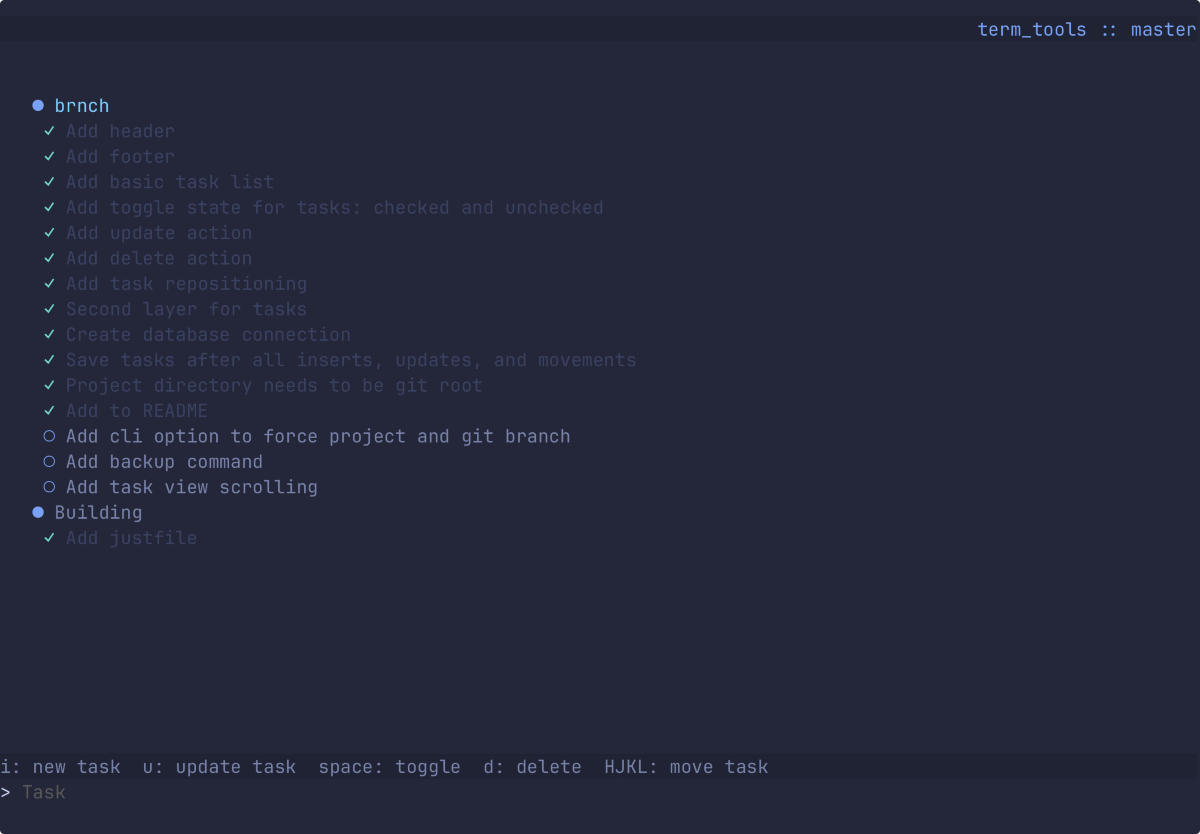 term_tools :: master
● brnch
✓ Add header
✓ Add footer
✓ Add basic task list
✓ Add toggle state for tasks: checked and unchecked
✓ Add update action
✓ Add delete action
✓ Add task repositioning
✓ Second layer for tasks
✓ Create database connection
✓ Save tasks after all inserts, updates, and movements
✓ Project directory needs to be git root
✓ Add to README
○ Add cli option to force project and git branch
○ Add backup command
○ Add task view scrolling
● Building
✓ Add justfile
i: new task  u: update task  space: toggle  d: delete  HJKL: move task
> Task